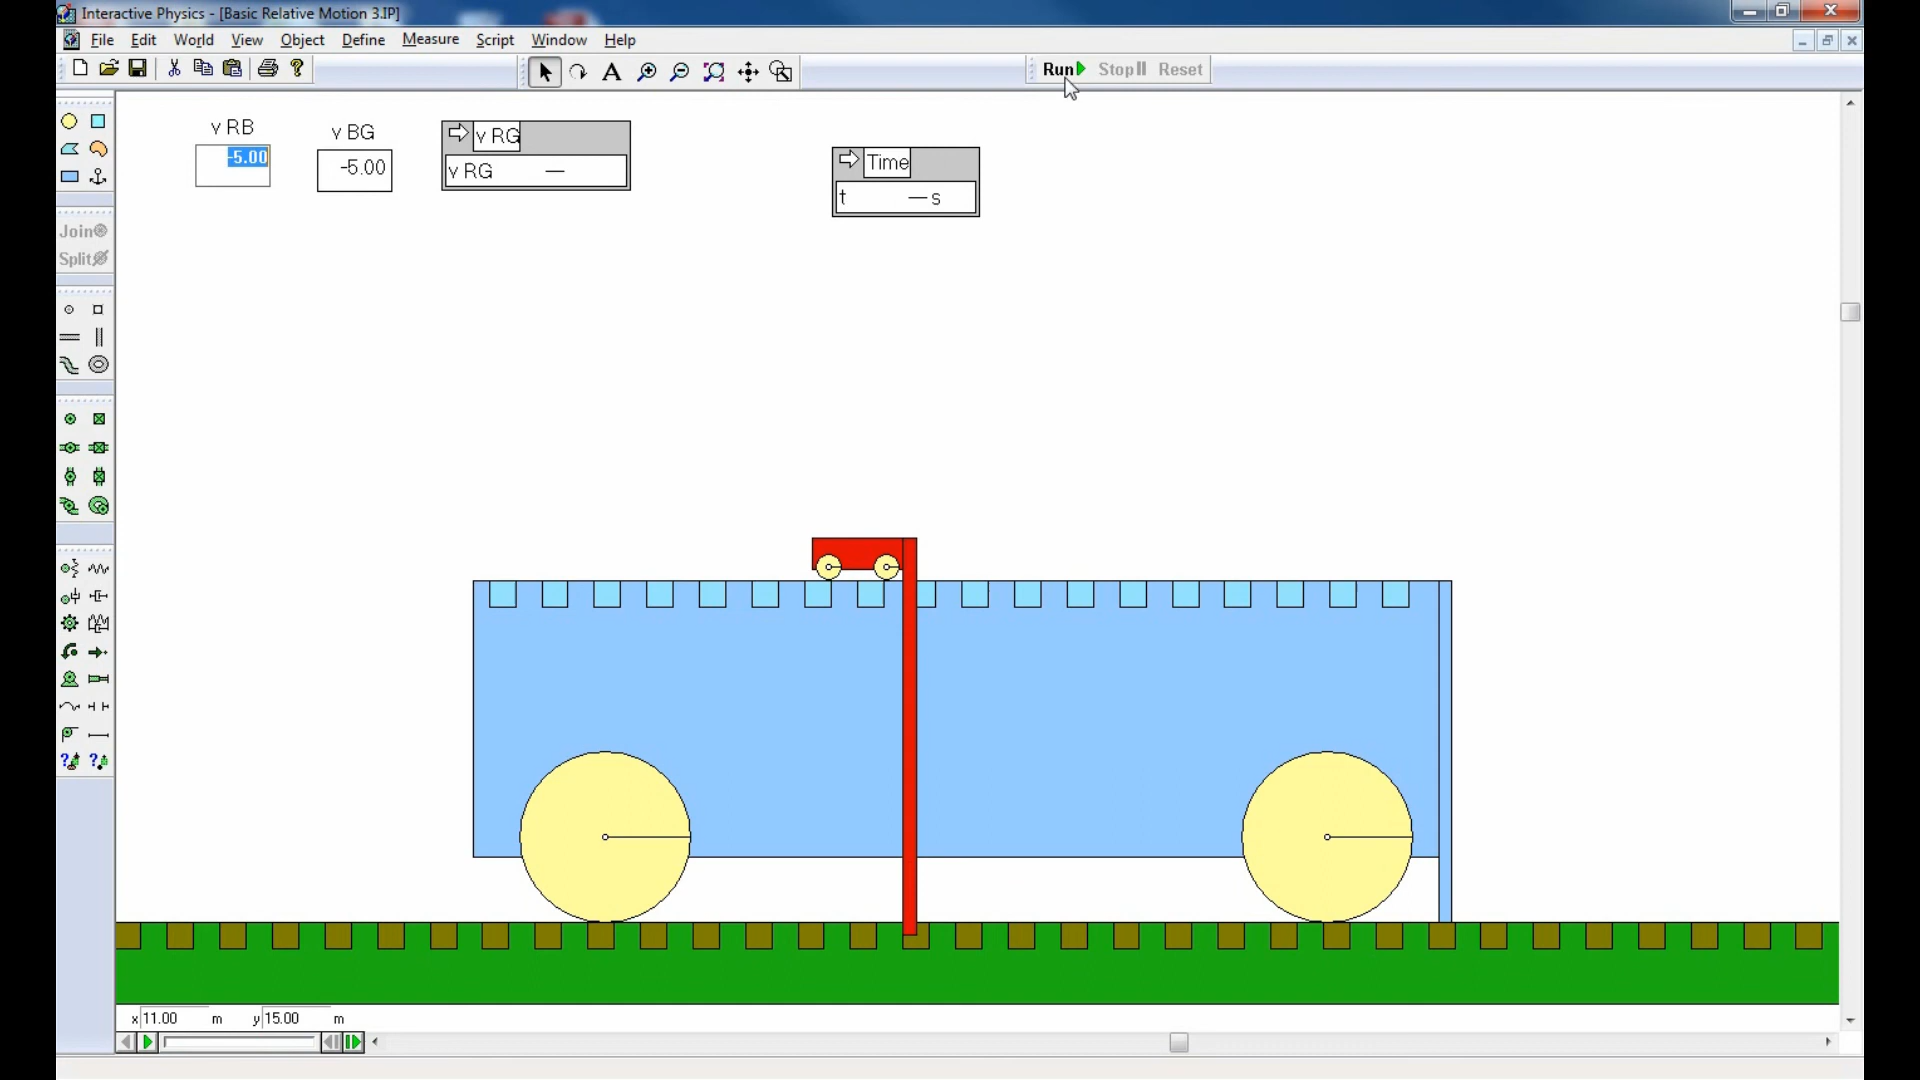 Interactive Physics - [Basic Relative Motion 3.IP]
File Edit World View Object Define Measure Script Window Help
Run Stop Reset
v RB
-5.00
v BG
-5.00
v RG
v RG —
Time
t — s
Join
Split
x 11.00 m y 15.00 m